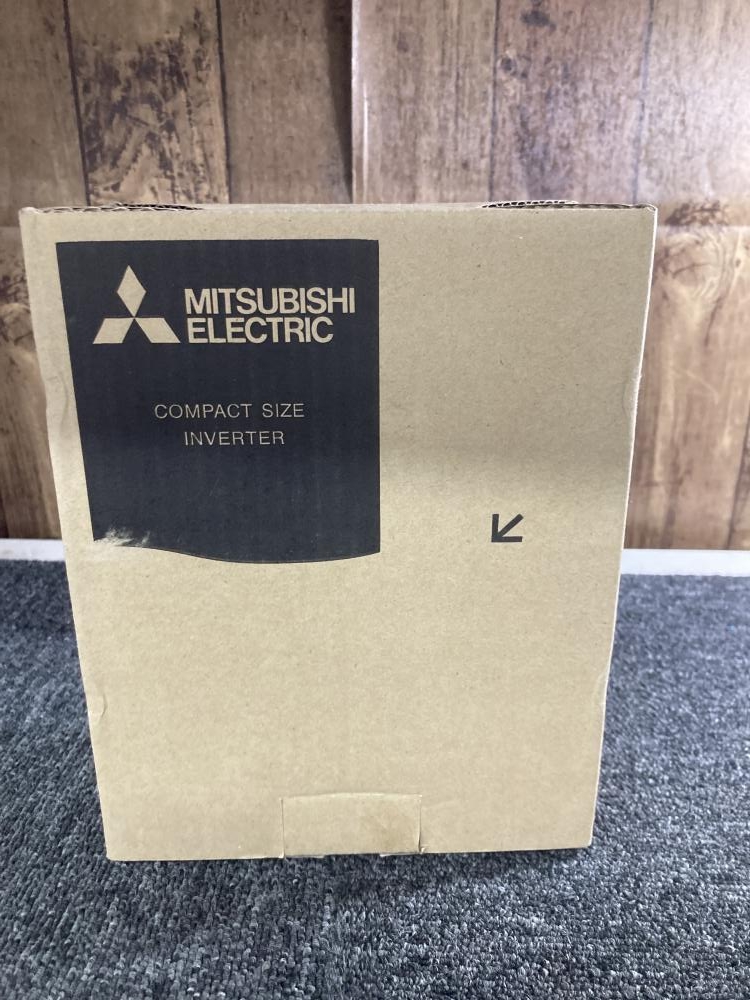 MITSUBISHI
ELECTRIC
COMPACT SIZE
INVERTER